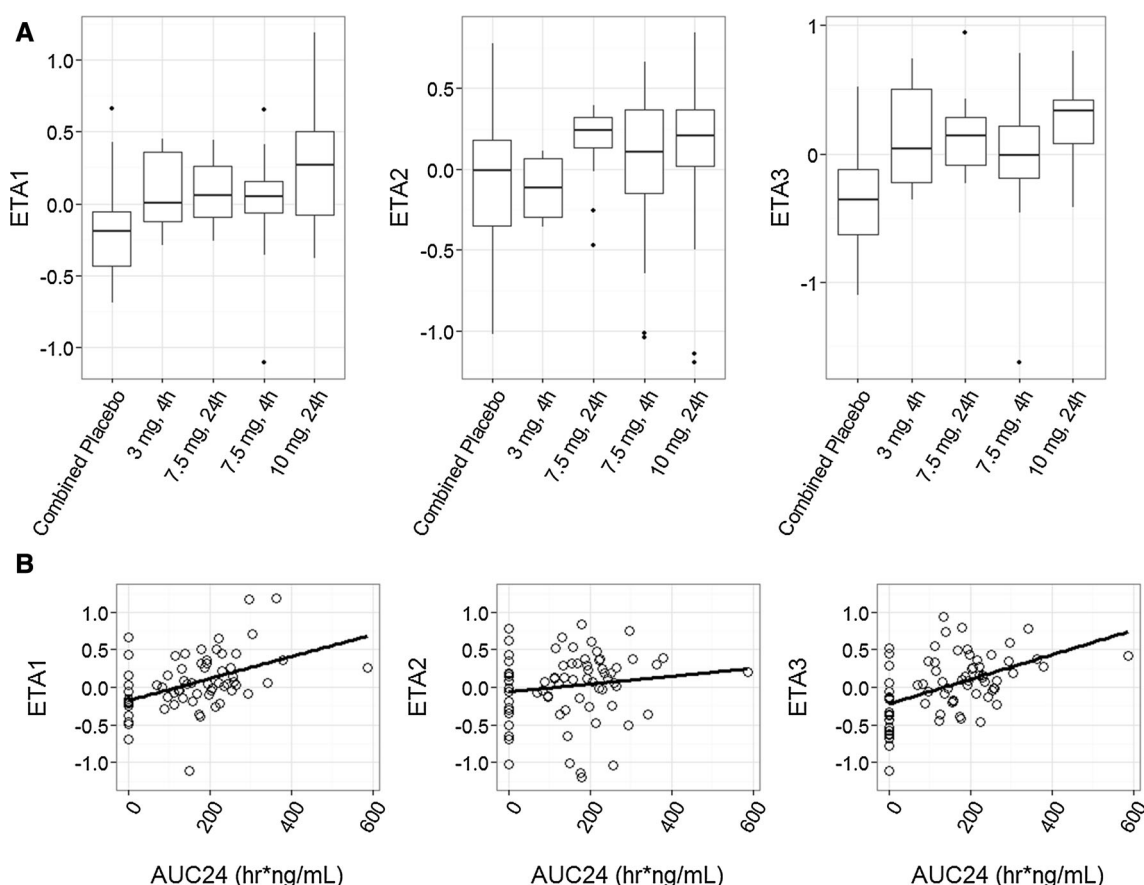 A
ETA1
1.0
0.5
0.0
-0.5
-1.0
Combined Placebo
3 mg, 4h
7.5 mg, 24h
7.5 mg, 4h
10 mg, 24h
ETA2
0.5
0.0
-0.5
-1.0
Combined Placebo
3 mg, 4h
7.5 mg, 24h
7.5 mg, 4h
10 mg, 24h
ETA3
1
0
-1
Combined Placebo
3 mg, 4h
7.5 mg, 24h
7.5 mg, 4h
10 mg, 24h
B
ETA1
1.0
0.5
0.0
-0.5
-1.0
0
200
400
600
AUC24 (hr*ng/mL)
ETA2
1.0
0.5
0.0
-0.5
-1.0
0
200
400
600
AUC24 (hr*ng/mL)
ETA3
1.0
0.5
0.0
-0.5
-1.0
0
200
400
600
AUC24 (hr*ng/mL)